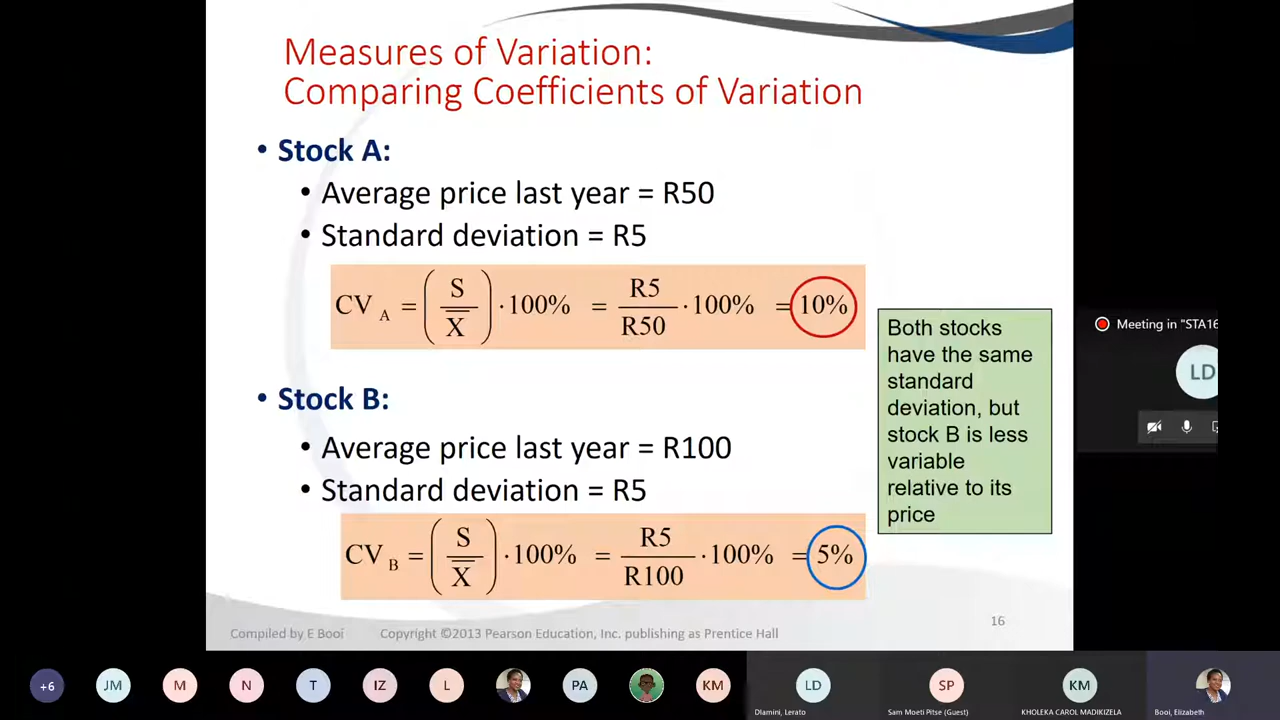 Measures of Variation:
Comparing Coefficients of Variation
• Stock A:
• Average price last year = R50
• Standard deviation = R5
CV A = ( S / X̅ ) · 100% = R5 / R50 · 100% = 10%
Both stocks
have the same
standard
deviation, but
stock B is less
variable
relative to its
price
Meeting in "STA16
LD
• Stock B:
• Average price last year = R100
• Standard deviation = R5
CV B = ( S / X̅ ) · 100% = R5 / R100 · 100% = 5%
16
Compiled by E Booi Copyright ©2013 Pearson Education, Inc. publishing as Prentice Hall
+6 JM M N T IZ L PA KM LD SP KM
Dlamini, Lerato Sam Moeti Pitse (Guest) KHOLEKA CAROL MADIKIZELA Booi, Elizabeth